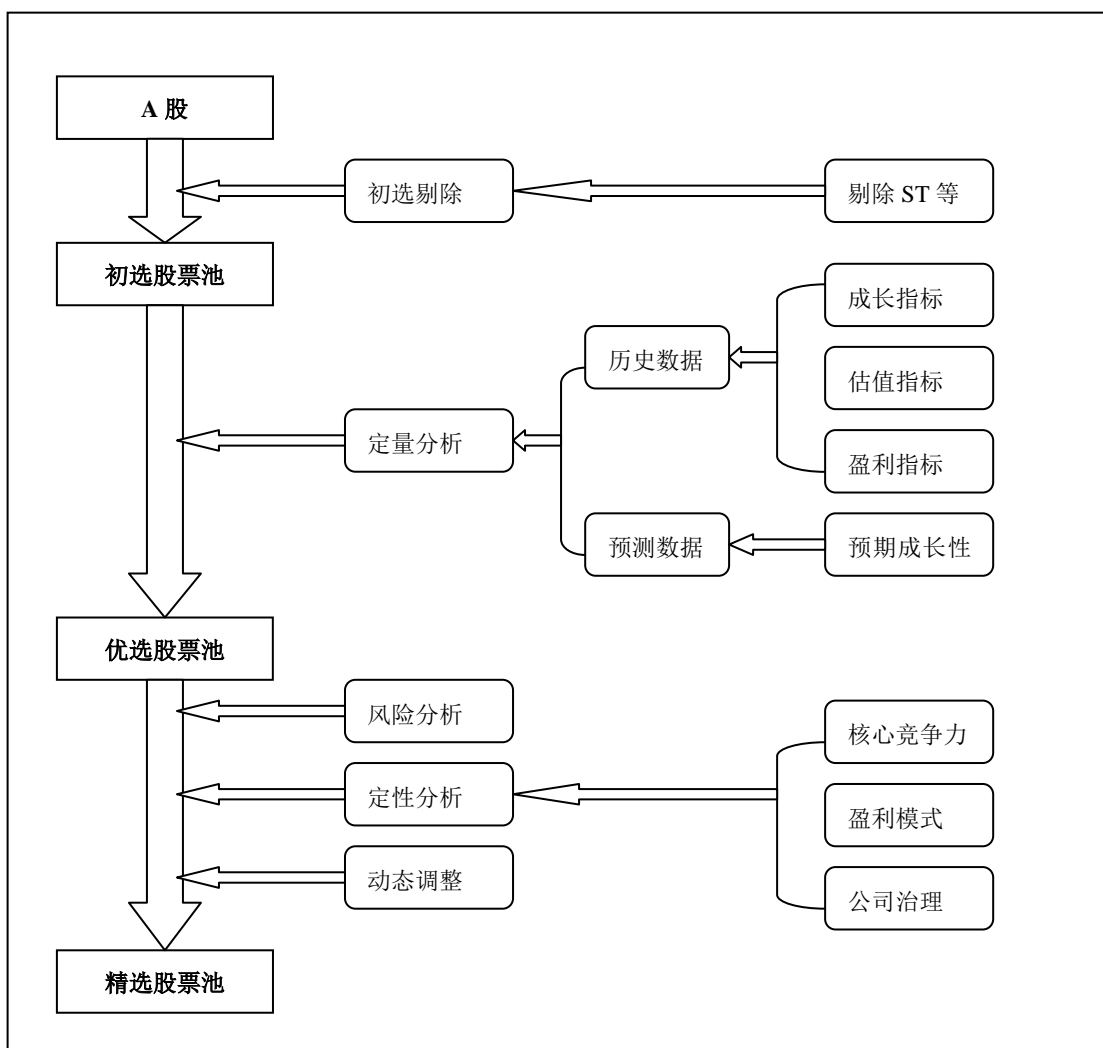 A 股
初选剔除
剔除 ST 等
初选股票池
成长指标
历史数据
估值指标
定量分析
盈利指标
预测数据
预期成长性
优选股票池
风险分析
核心竞争力
定性分析
盈利模式
动态调整
公司治理
精选股票池